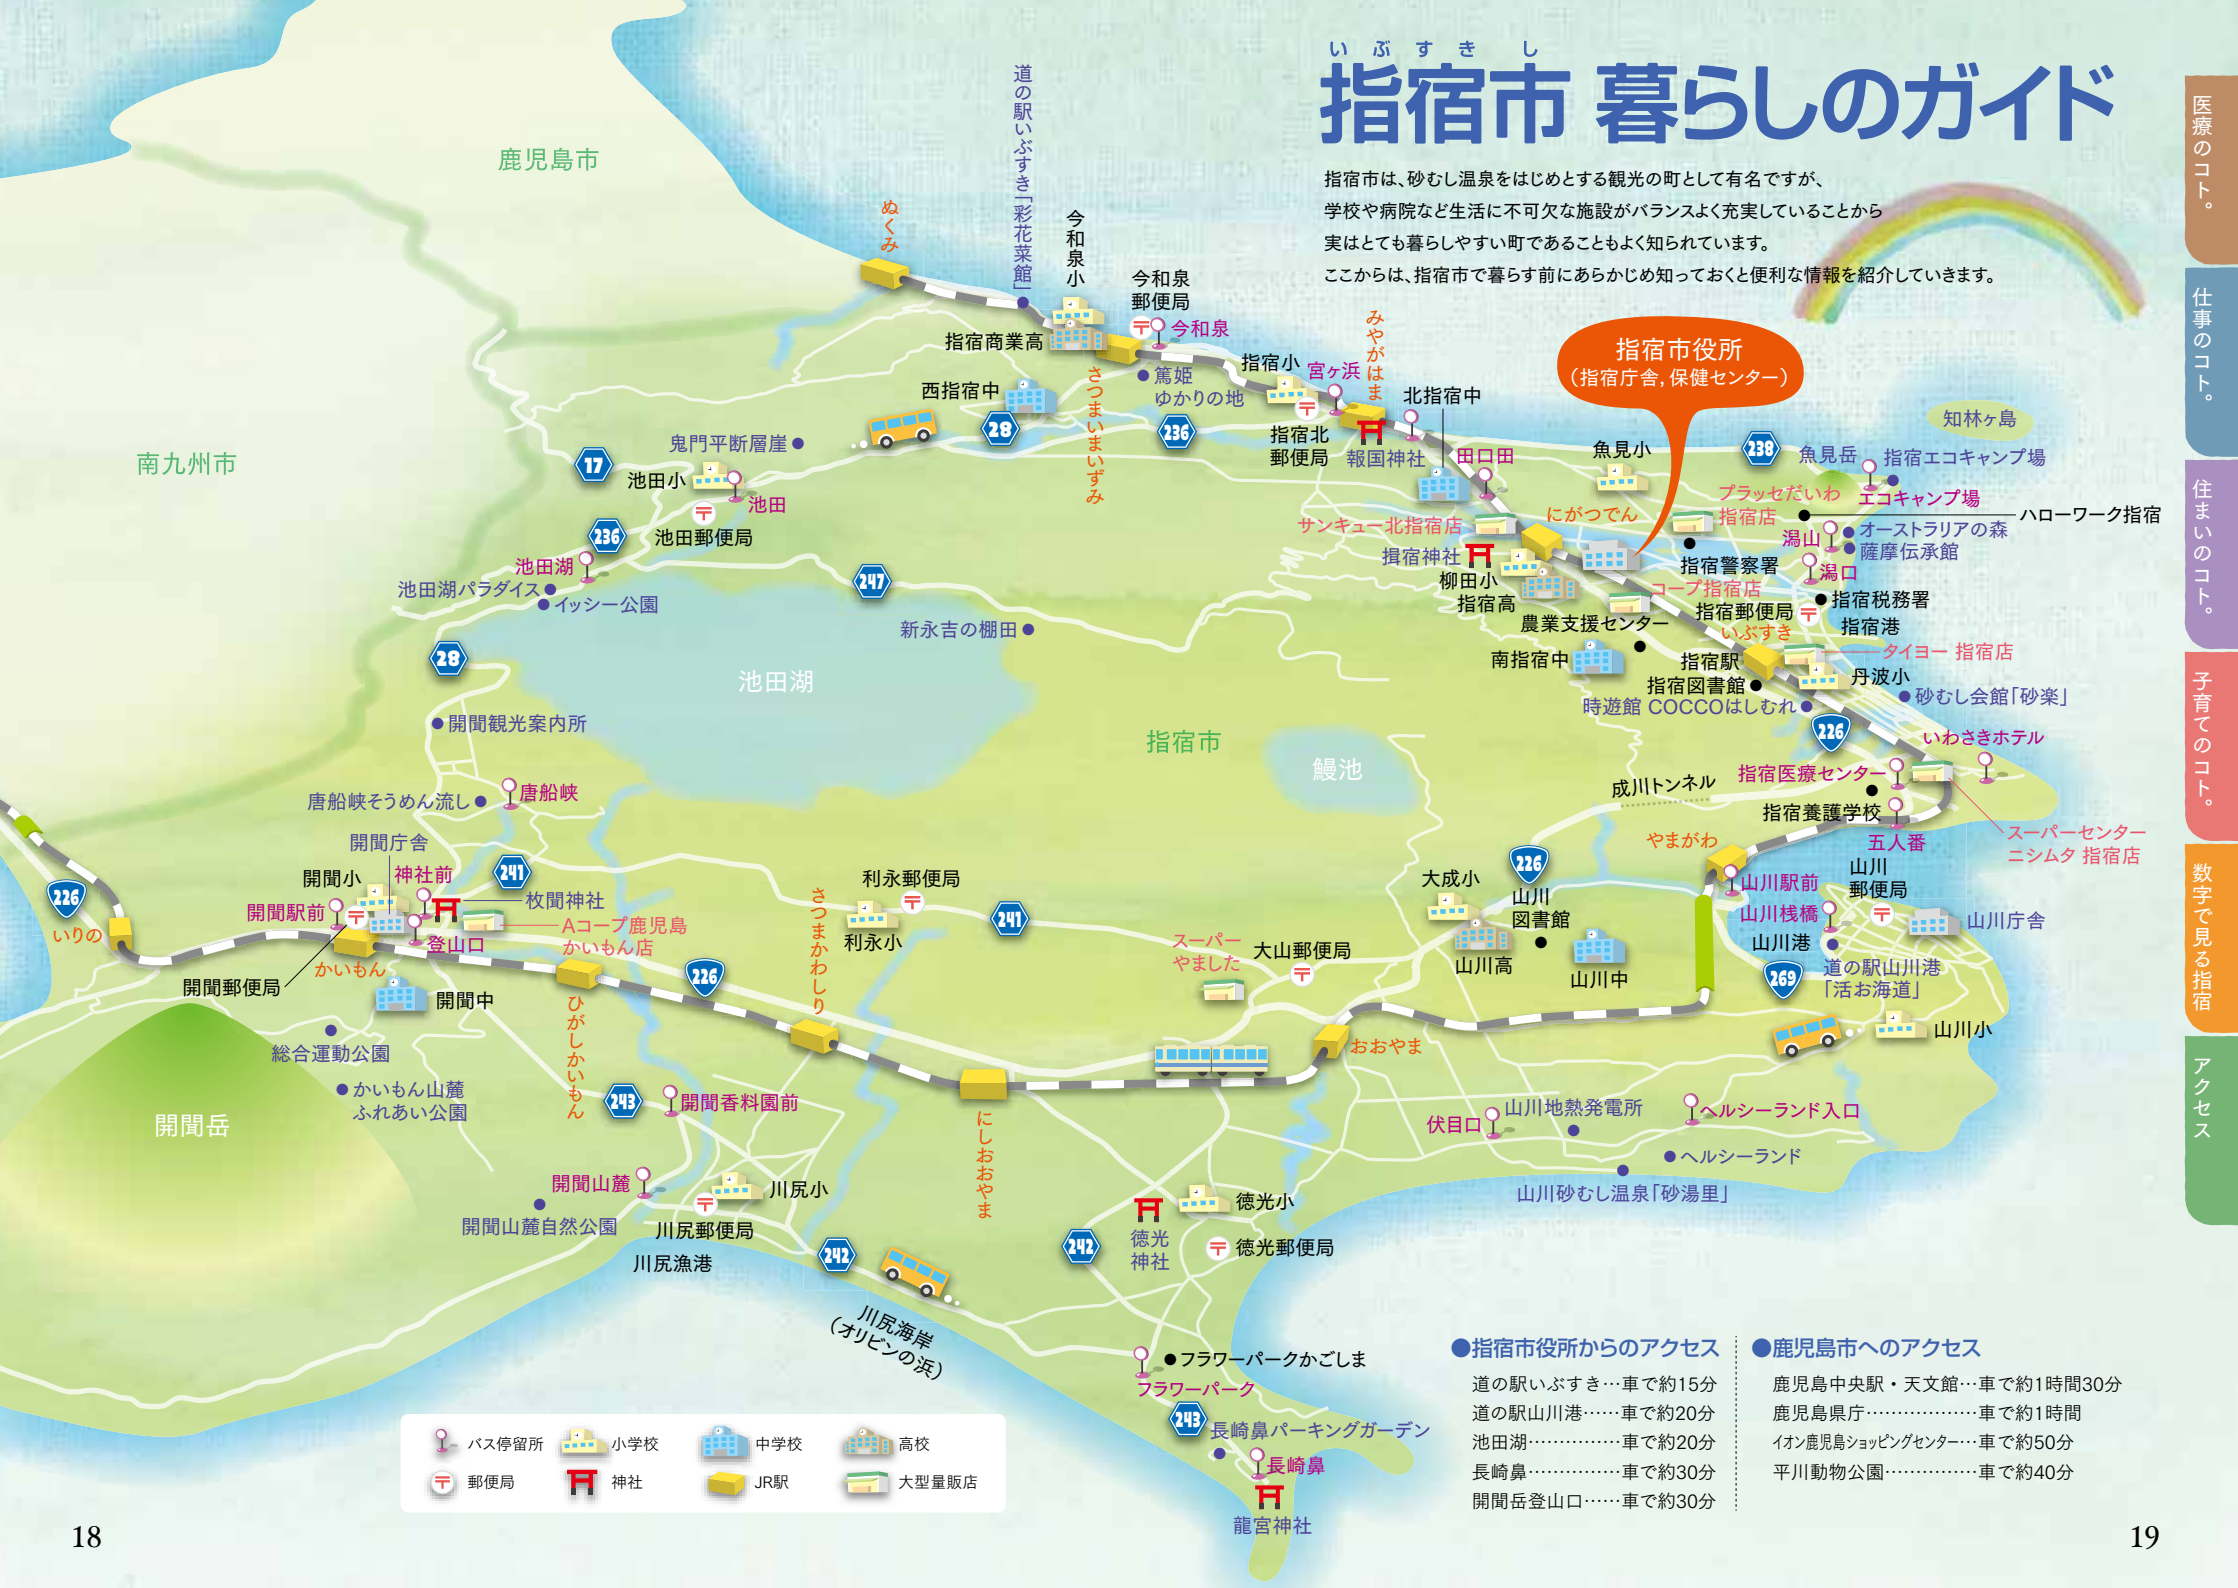 いぶすきし
指宿市 暮らしのガイド
指宿市は、砂むし温泉をはじめとする観光の町として有名ですが、
学校や病院など生活に不可欠な施設がバランスよく充実していることから
実はとても暮らしやすい町であることもよく知られています。
ここからは、指宿市で暮らす前にあらかじめ知っておくと便利な情報を紹介していきます。
医療のコト。
仕事のコト。
住まいのコト。
子育てのコト。
数字で見る指宿
アクセス
鹿児島市
南九州市
指宿市
池田湖
鰻池
開聞岳
知林ヶ島
道の駅いぶすき「彩花菜館」
ぬくみ
今和泉小
今和泉
郵便局
今和泉
指宿商業高
さつまいまいずみ
篤姫
ゆかりの地
西指宿中
28
236
指宿小
宮ヶ浜
みやがはま
指宿北
郵便局
報国神社
北指宿中
田口田
指宿市役所
(指宿庁舎,保健センター)
魚見小
238
魚見岳
指宿エコキャンプ場
エコキャンプ場
プラッセだいわ
指宿店
ハローワーク指宿
オーストラリアの森
薩摩伝承館
潟山
潟口
にがつでん
サンキュー北指宿店
揖宿神社
柳田小
指宿高
指宿警察署
コープ指宿店
指宿郵便局
指宿税務署
指宿港
農業支援センター
いぶすき
タイヨー 指宿店
南指宿中
指宿駅
指宿図書館
丹波小
時遊館 COCCOはしむれ
砂むし会館「砂楽」
226
いわさきホテル
指宿医療センター
成川トンネル
指宿養護学校
五人番
スーパーセンター
ニシムタ 指宿店
鬼門平断層崖
17
池田小
池田
池田郵便局
236
池田湖
池田湖パラダイス
イッシー公園
247
新永吉の棚田
28
開聞観光案内所
唐船峡そうめん流し
唐船峡
開聞庁舎
開聞小
神社前
241
枚聞神社
開聞駅前
Aコープ鹿児島
かいもん店
登山口
226
いりの
かいもん
開聞郵便局
開聞中
ひがしかいもん
226
総合運動公園
かいもん山麓
ふれあい公園
243
開聞香料園前
開聞山麓
開聞山麓自然公園
川尻小
川尻郵便局
川尻漁港
242
川尻海岸
(オリビンの浜)
利永郵便局
利永小
さつまかわしり
241
にしおおやま
スーパー
やました
大山郵便局
おおやま
大成小
226
山川
図書館
山川高
山川中
やまがわ
山川駅前
山川
郵便局
山川桟橋
山川港
山川庁舎
269
道の駅山川港
「活お海道」
山川小
伏目口
山川地熱発電所
ヘルシーランド入口
ヘルシーランド
山川砂むし温泉「砂湯里」
徳光小
徳光
神社
徳光郵便局
242
フラワーパークかごしま
フラワーパーク
243
長崎鼻パーキングガーデン
長崎鼻
龍宮神社
バス停留所
小学校
中学校
高校
郵便局
神社
JR駅
大型量販店
●指宿市役所からのアクセス
道の駅いぶすき…車で約15分
道の駅山川港……車で約20分
池田湖……………車で約20分
長崎鼻……………車で約30分
開聞岳登山口……車で約30分
●鹿児島市へのアクセス
鹿児島中央駅・天文館…車で約1時間30分
鹿児島県庁………………車で約1時間
イオン鹿児島ショッピングセンター…車で約50分
平川動物公園……………車で約40分
18
19